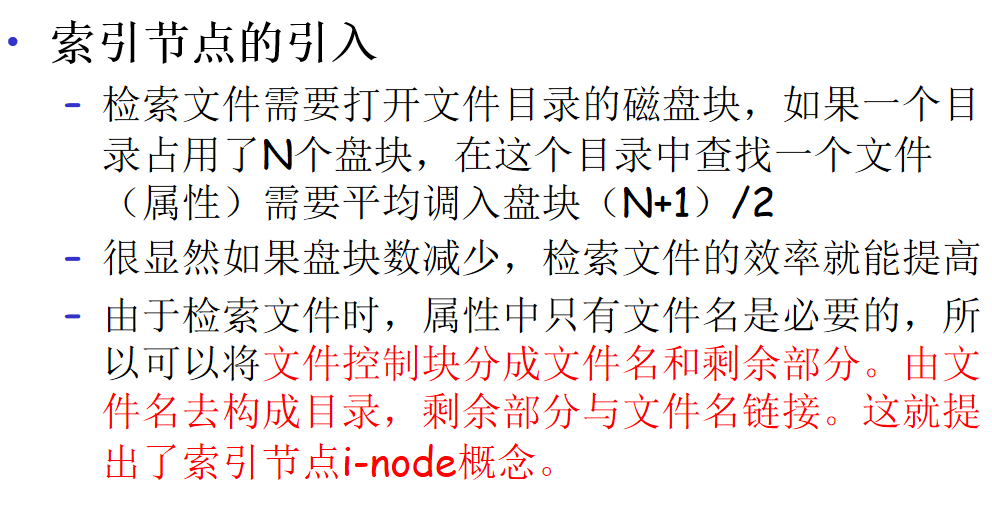 • 索引节点的引入
– 检索文件需要打开文件目录的磁盘块，如果一个目
录占用了N个盘块，在这个目录中查找一个文件
（属性）需要平均调入盘块（N+1）/2
– 很显然如果盘块数减少，检索文件的效率就能提高
– 由于检索文件时，属性中只有文件名是必要的，所
以可以将文件控制块分成文件名和剩余部分。由文
件名去构成目录，剩余部分与文件名链接。这就提
出了索引节点i-node概念。